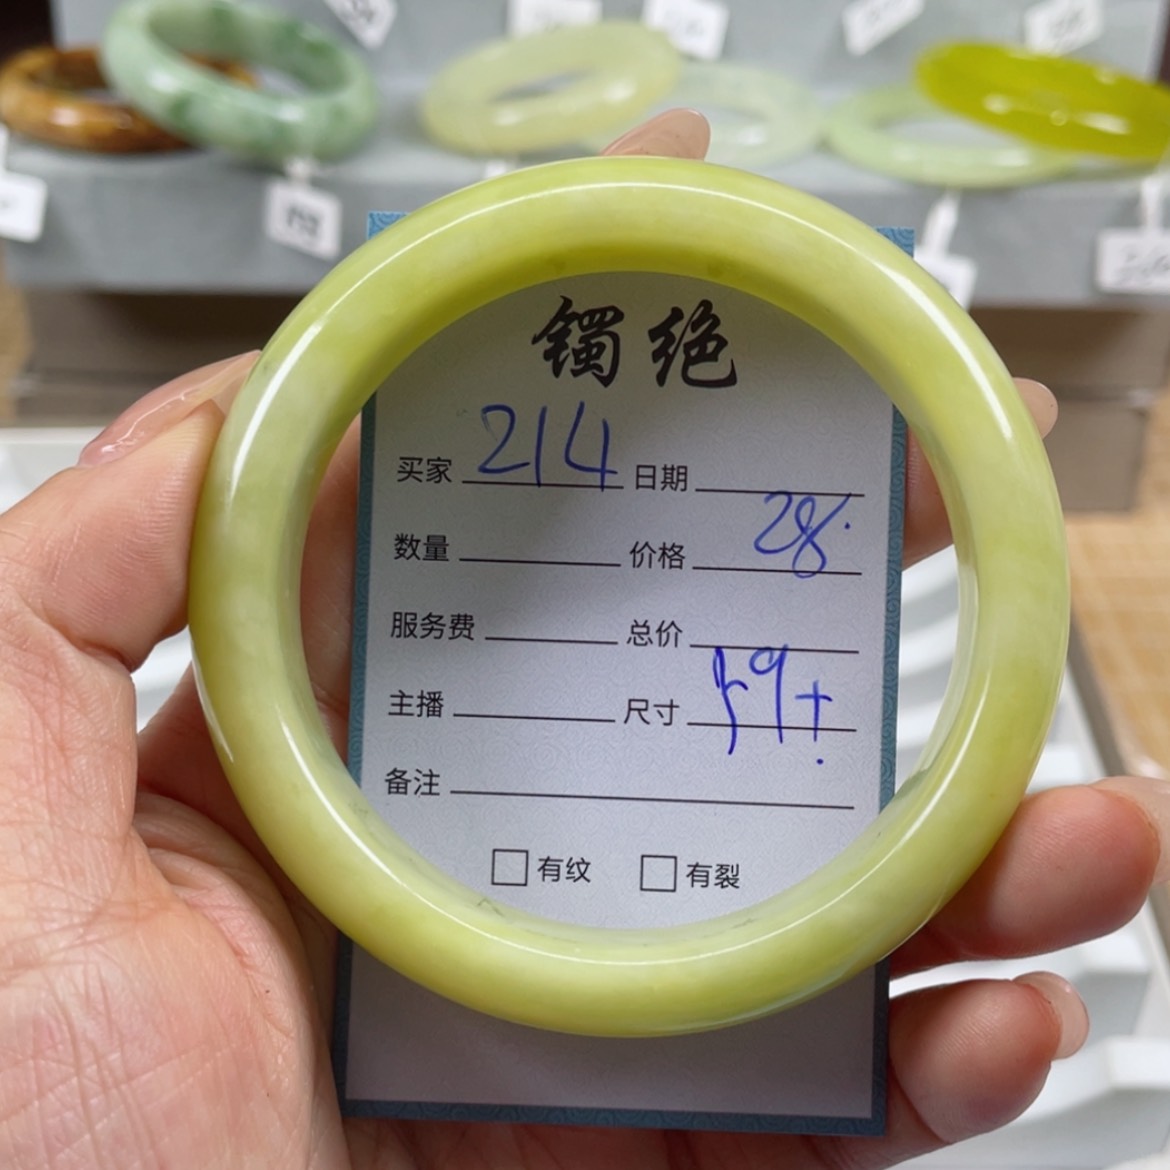 镯绝
买家 214 日期
数量 价格 28.
服务费 总价
主播 尺寸 59+.
备注
□ 有纹 □ 有裂